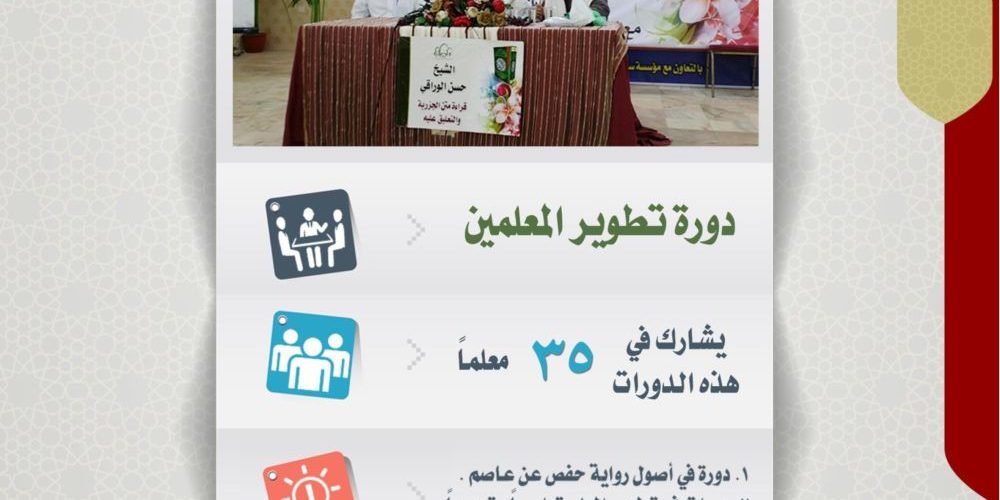 مع
بالتعاون مع مؤسسة
الشيخ
حسن الوراقي
قراءة متن الجزرية
والتعليق عليه
دورة تطوير المعلمين
يشارك في
هذه الدورات
٣٥ معلماً
١. دورة في أصول رواية حفص عن عاصم .